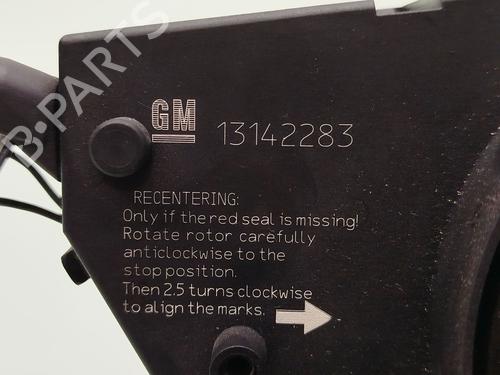 B-PARTS
GM 13142283
RECENTERING:
Only if the red seal is missing!
Rotate rotor carefully
anticlockwise to the
stop position.
Then 2.5 turns clockwise
to align the marks.